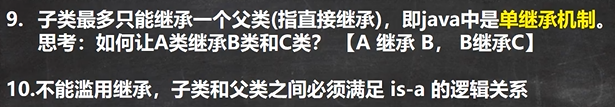 9. 子类最多只能继承一个父类(指直接继承)，即java中是单继承机制。
思考：如何让A类继承B类和C类？ 【A 继承 B， B继承C】
10.不能滥用继承，子类和父类之间必须满足 is-a 的逻辑关系